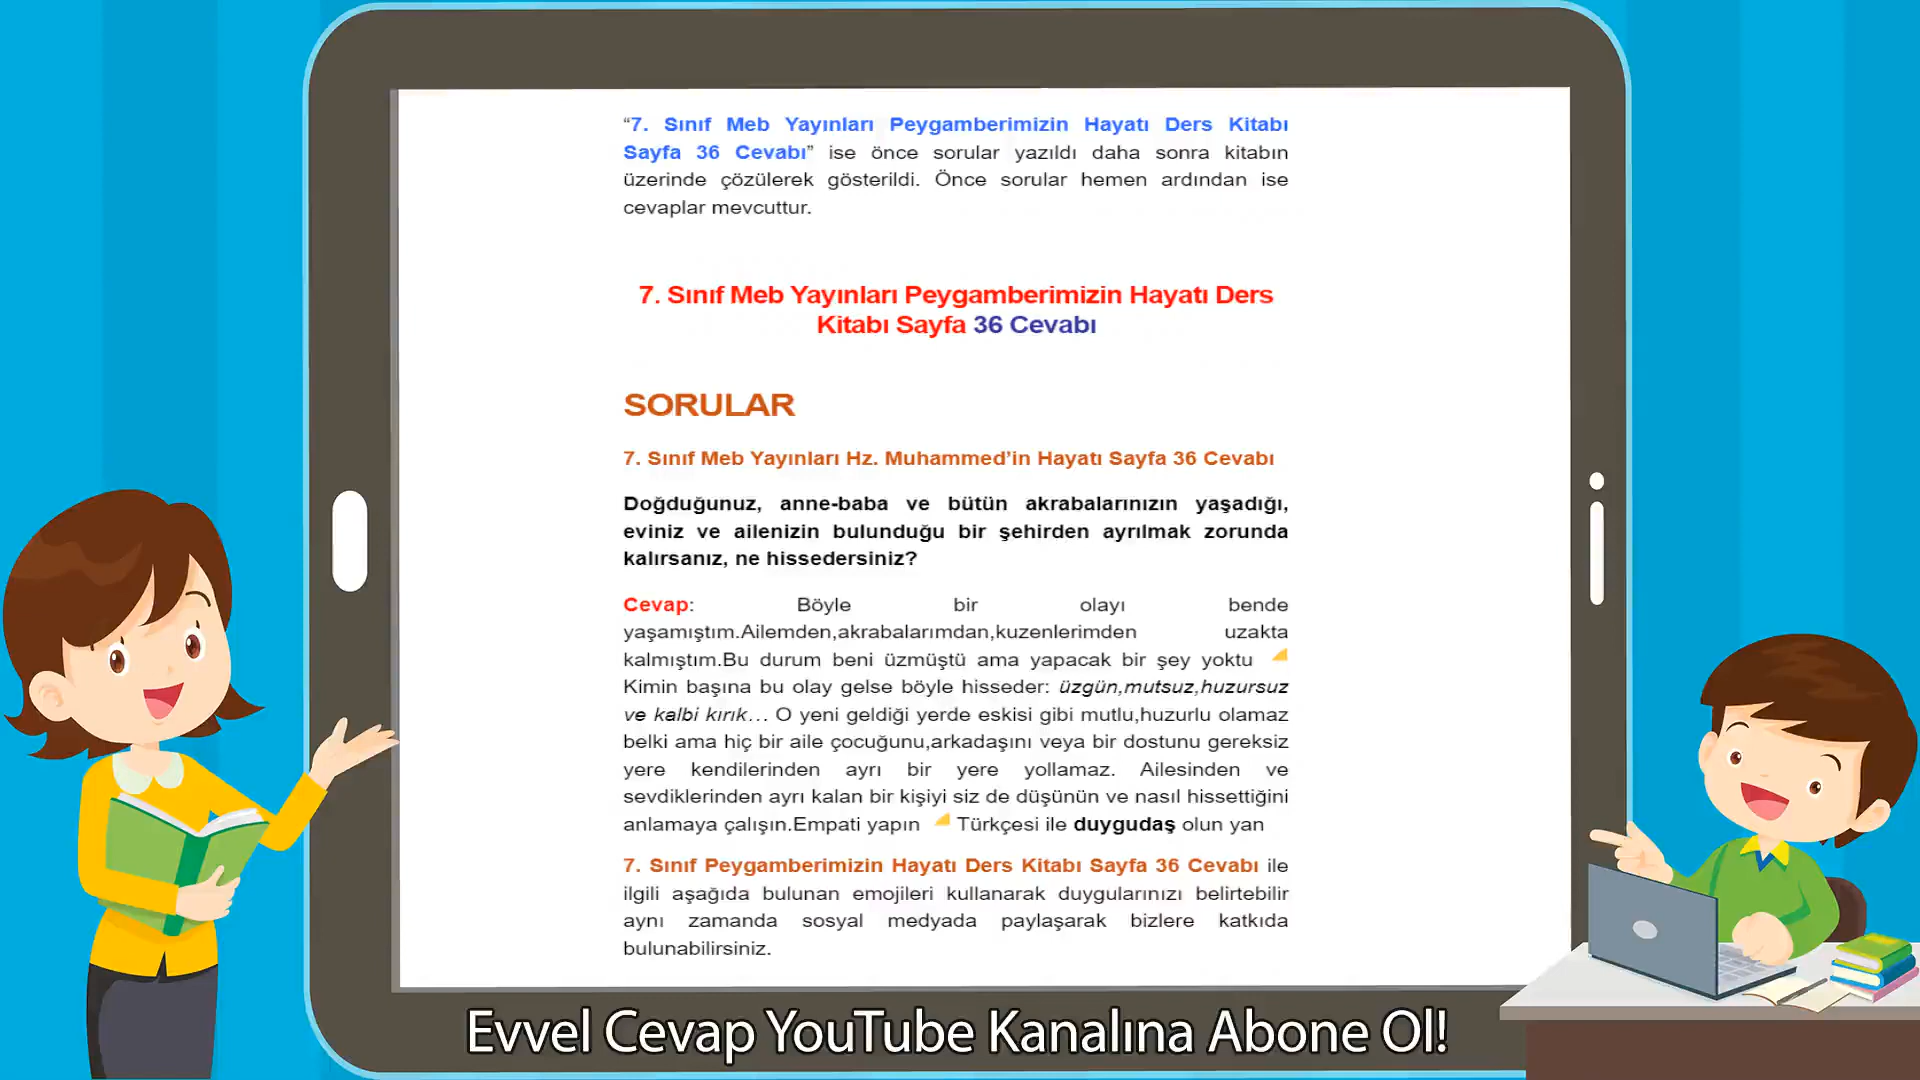 “7. Sınıf Meb Yayınları Peygamberimizin Hayatı Ders Kitabı
Sayfa 36 Cevabı” ise önce sorular yazıldı daha sonra kitabın
üzerinde çözülerek gösterildi. Önce sorular hemen ardından ise
cevaplar mevcuttur.
7. Sınıf Meb Yayınları Peygamberimizin Hayatı Ders
Kitabı Sayfa 36 Cevabı
SORULAR
7. Sınıf Meb Yayınları Hz. Muhammed’in Hayatı Sayfa 36 Cevabı
Doğduğunuz, anne-baba ve bütün akrabalarınızın yaşadığı,
eviniz ve ailenizin bulunduğu bir şehirden ayrılmak zorunda
kalırsanız, ne hissedersiniz?
Cevap: Böyle bir olayı bende
yaşamıştım.Ailemden,akrabalarımdan,kuzenlerimden uzakta
kalmıştım.Bu durum beni üzmüştü ama yapacak bir şey yoktu
Kimin başına bu olay gelse böyle hisseder: üzgün,mutsuz,huzursuz
ve kalbi kırık… O yeni geldiği yerde eskisi gibi mutlu,huzurlu olamaz
belki ama hiç bir aile çocuğunu,arkadaşını veya bir dostunu gereksiz
yere kendilerinden ayrı bir yere yollamaz. Ailesinden ve
sevdiklerinden ayrı kalan bir kişiyi siz de düşünün ve nasıl hissettiğini
anlamaya çalışın.Empati yapın Türkçesi ile duygudaş olun yan
7. Sınıf Peygamberimizin Hayatı Ders Kitabı Sayfa 36 Cevabı ile
ilgili aşağıda bulunan emojileri kullanarak duygularınızı belirtebilir
aynı zamanda sosyal medyada paylaşarak bizlere katkıda
bulunabilirsiniz.
Evvel Cevap YouTube Kanalına Abone Ol!